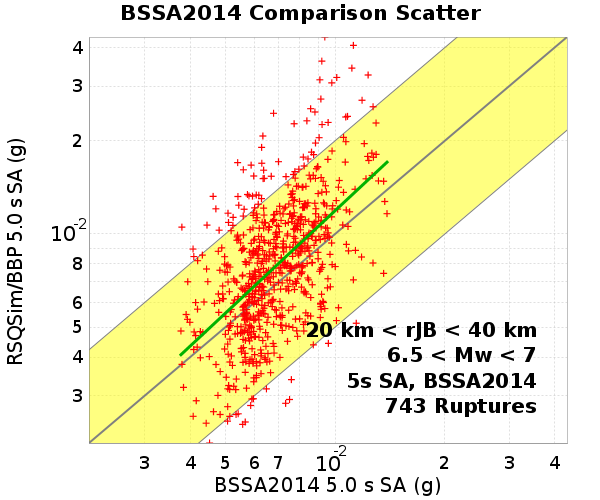 BSSA2014 Comparison Scatter
RSQSim/BBP 5.0 s SA (g)
4
3
2
10-2
8
6
5
4
3
20 km < rJB < 40 km
6.5 < Mw < 7
5s SA, BSSA2014
743 Ruptures
3 4 5 6 7 10-2 2 3 4
BSSA2014 5.0 s SA (g)